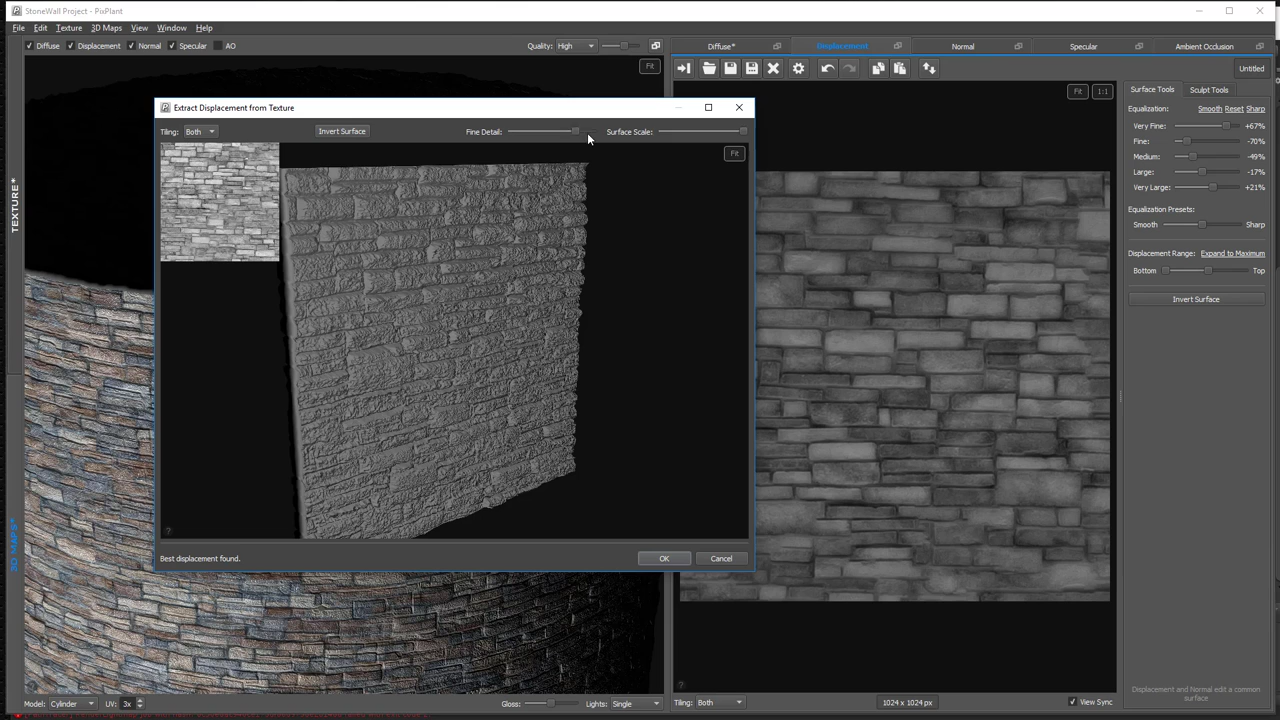 StoneWall Project - PixPlant
File Edit Texture 3D Maps View Window Help
Diffuse Displacement Normal Specular AO Quality: High
Diffuse* Displacement Normal Specular Ambient Occlusion
Fit
Untitled
Fit 1:1
Surface Tools Sculpt Tools
Equalization: Smooth Reset Sharp
Very Fine: +67%
Fine: -70%
Medium: -49%
Large: -17%
Very Large: +21%
Equalization Presets:
Smooth Sharp
Displacement Range: Expand to Maximum
Bottom Top
Invert Surface
Extract Displacement from Texture
Tiling: Both Invert Surface Fine Detail: Surface Scale:
Fit
?
Best displacement found. OK Cancel
TEXTURE*
3D MAPS*
?
Displacement and Normal edit a common
surface
Model: Cylinder UV: 3x Gloss: Lights: Single
Tiling: Both 1024 x 1024 px View Sync